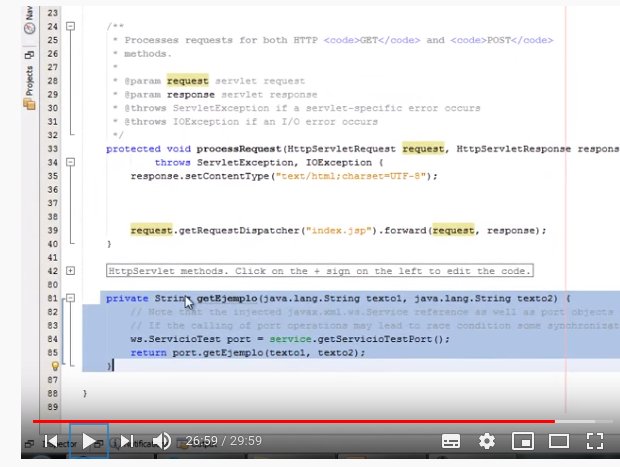 Nav
Projects
23
24 /**
25 * Processes requests for both HTTP <code>GET</code> and <code>POST</code>
26 * methods.
27 *
28 * @param request servlet request
29 * @param response servlet response
30 * @throws ServletException if a servlet-specific error occurs
31 * @throws IOException if an I/O error occurs
32 */
33 protected void processRequest(HttpServletRequest request, HttpServletResponse respons
34 throws ServletException, IOException {
35 response.setContentType("text/html;charset=UTF-8");
36
37
38
39 request.getRequestDispatcher("index.jsp").forward(request, response);
40 }
41
42 HttpServlet methods. Click on the + sign on the left to edit the code.
80
81 private String getEjemplo(java.lang.String texto1, java.lang.String texto2) {
82 // Note that the injected javax.xml.ws.Service reference as well as port objects
83 // If the calling of port operations may lead to race condition some synchronizat
84 ws.ServicioTest port = service.getServicioTestPort();
85 return port.getEjemplo(texto1, texto2);
}
87
88 }
89
26:59 / 29:59